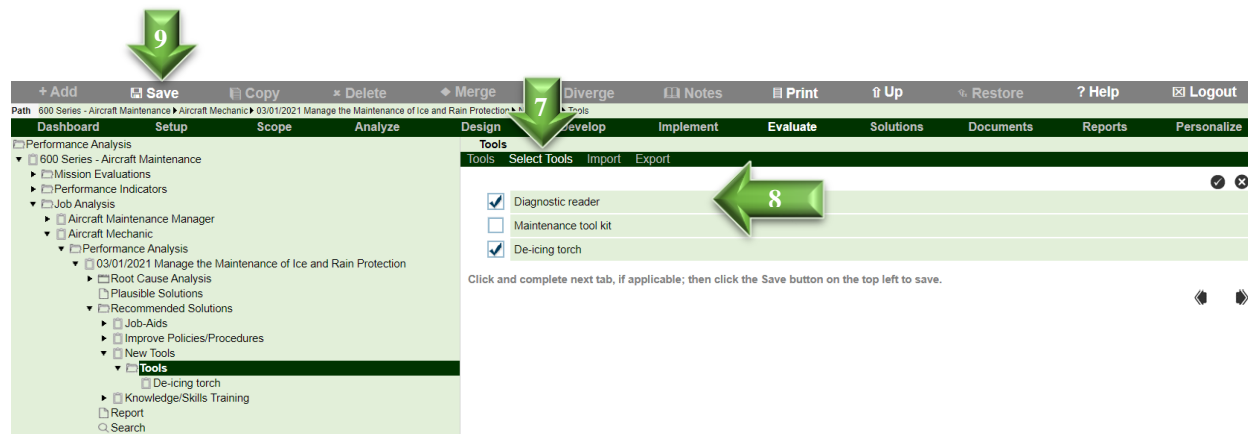 9
+ Add Save Copy × Delete Merge Diverge Notes Print Up Restore ? Help Logout
7
Path 600 Series - Aircraft Maintenance Aircraft Mechanic 03/01/2021 Manage the Maintenance of Ice and Rain Protection Tools
Dashboard Setup Scope Analyze Design Develop Implement Evaluate Solutions Documents Reports Personalize
Performance Analysis
600 Series - Aircraft Maintenance
Mission Evaluations
Performance Indicators
Job Analysis
Aircraft Maintenance Manager
Aircraft Mechanic
Performance Analysis
03/01/2021 Manage the Maintenance of Ice and Rain Protection
Root Cause Analysis
Plausible Solutions
Recommended Solutions
Job-Aids
Improve Policies/Procedures
New Tools
Tools
De-icing torch
Knowledge/Skills Training
Report
Search
Tools
Tools Select Tools Import Export
Diagnostic reader
8
Maintenance tool kit
De-icing torch
Click and complete next tab, if applicable; then click the Save button on the top left to save.